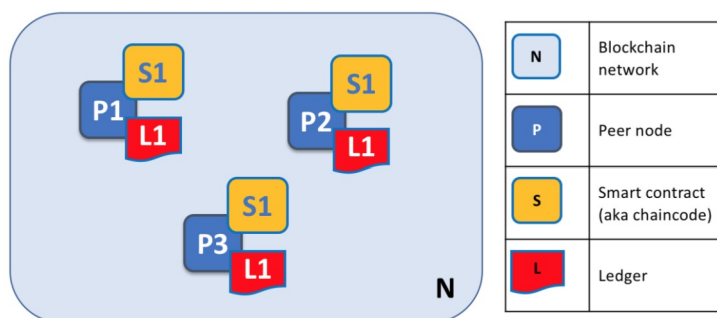 S1
P1
L1
S1
P2
L1
S1
P3
L1
N
N
Blockchain
network
P
Peer node
S
Smart contract
(aka chaincode)
L
Ledger